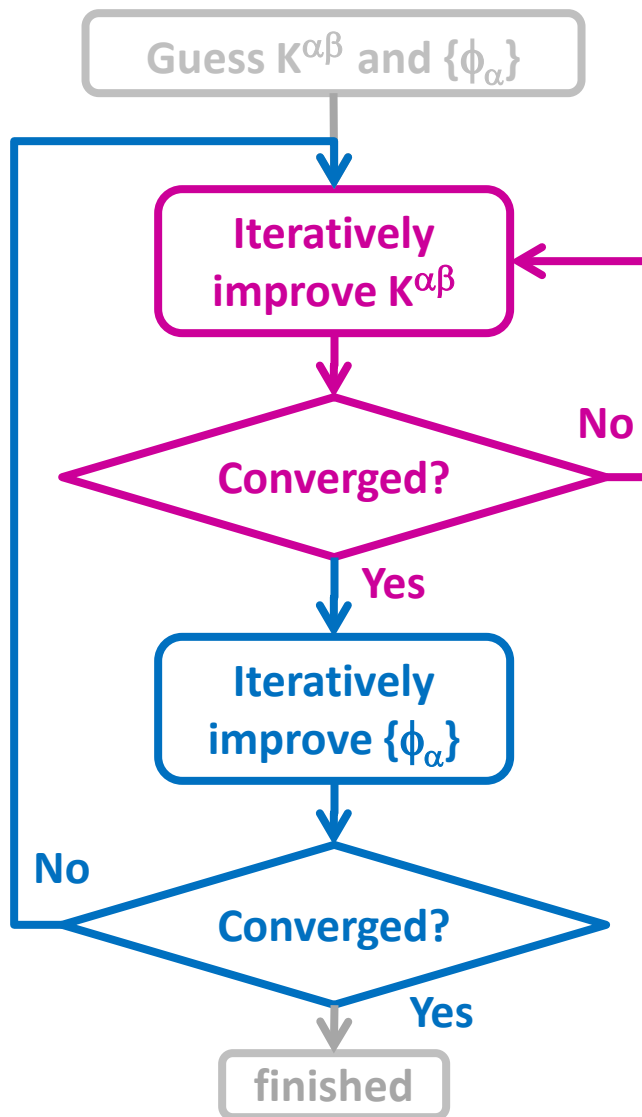 Guess K^αβ and {ϕ_α}
Iteratively
improve K^αβ
No
Converged?
Yes
Iteratively
improve {ϕ_α}
No
Converged?
Yes
finished